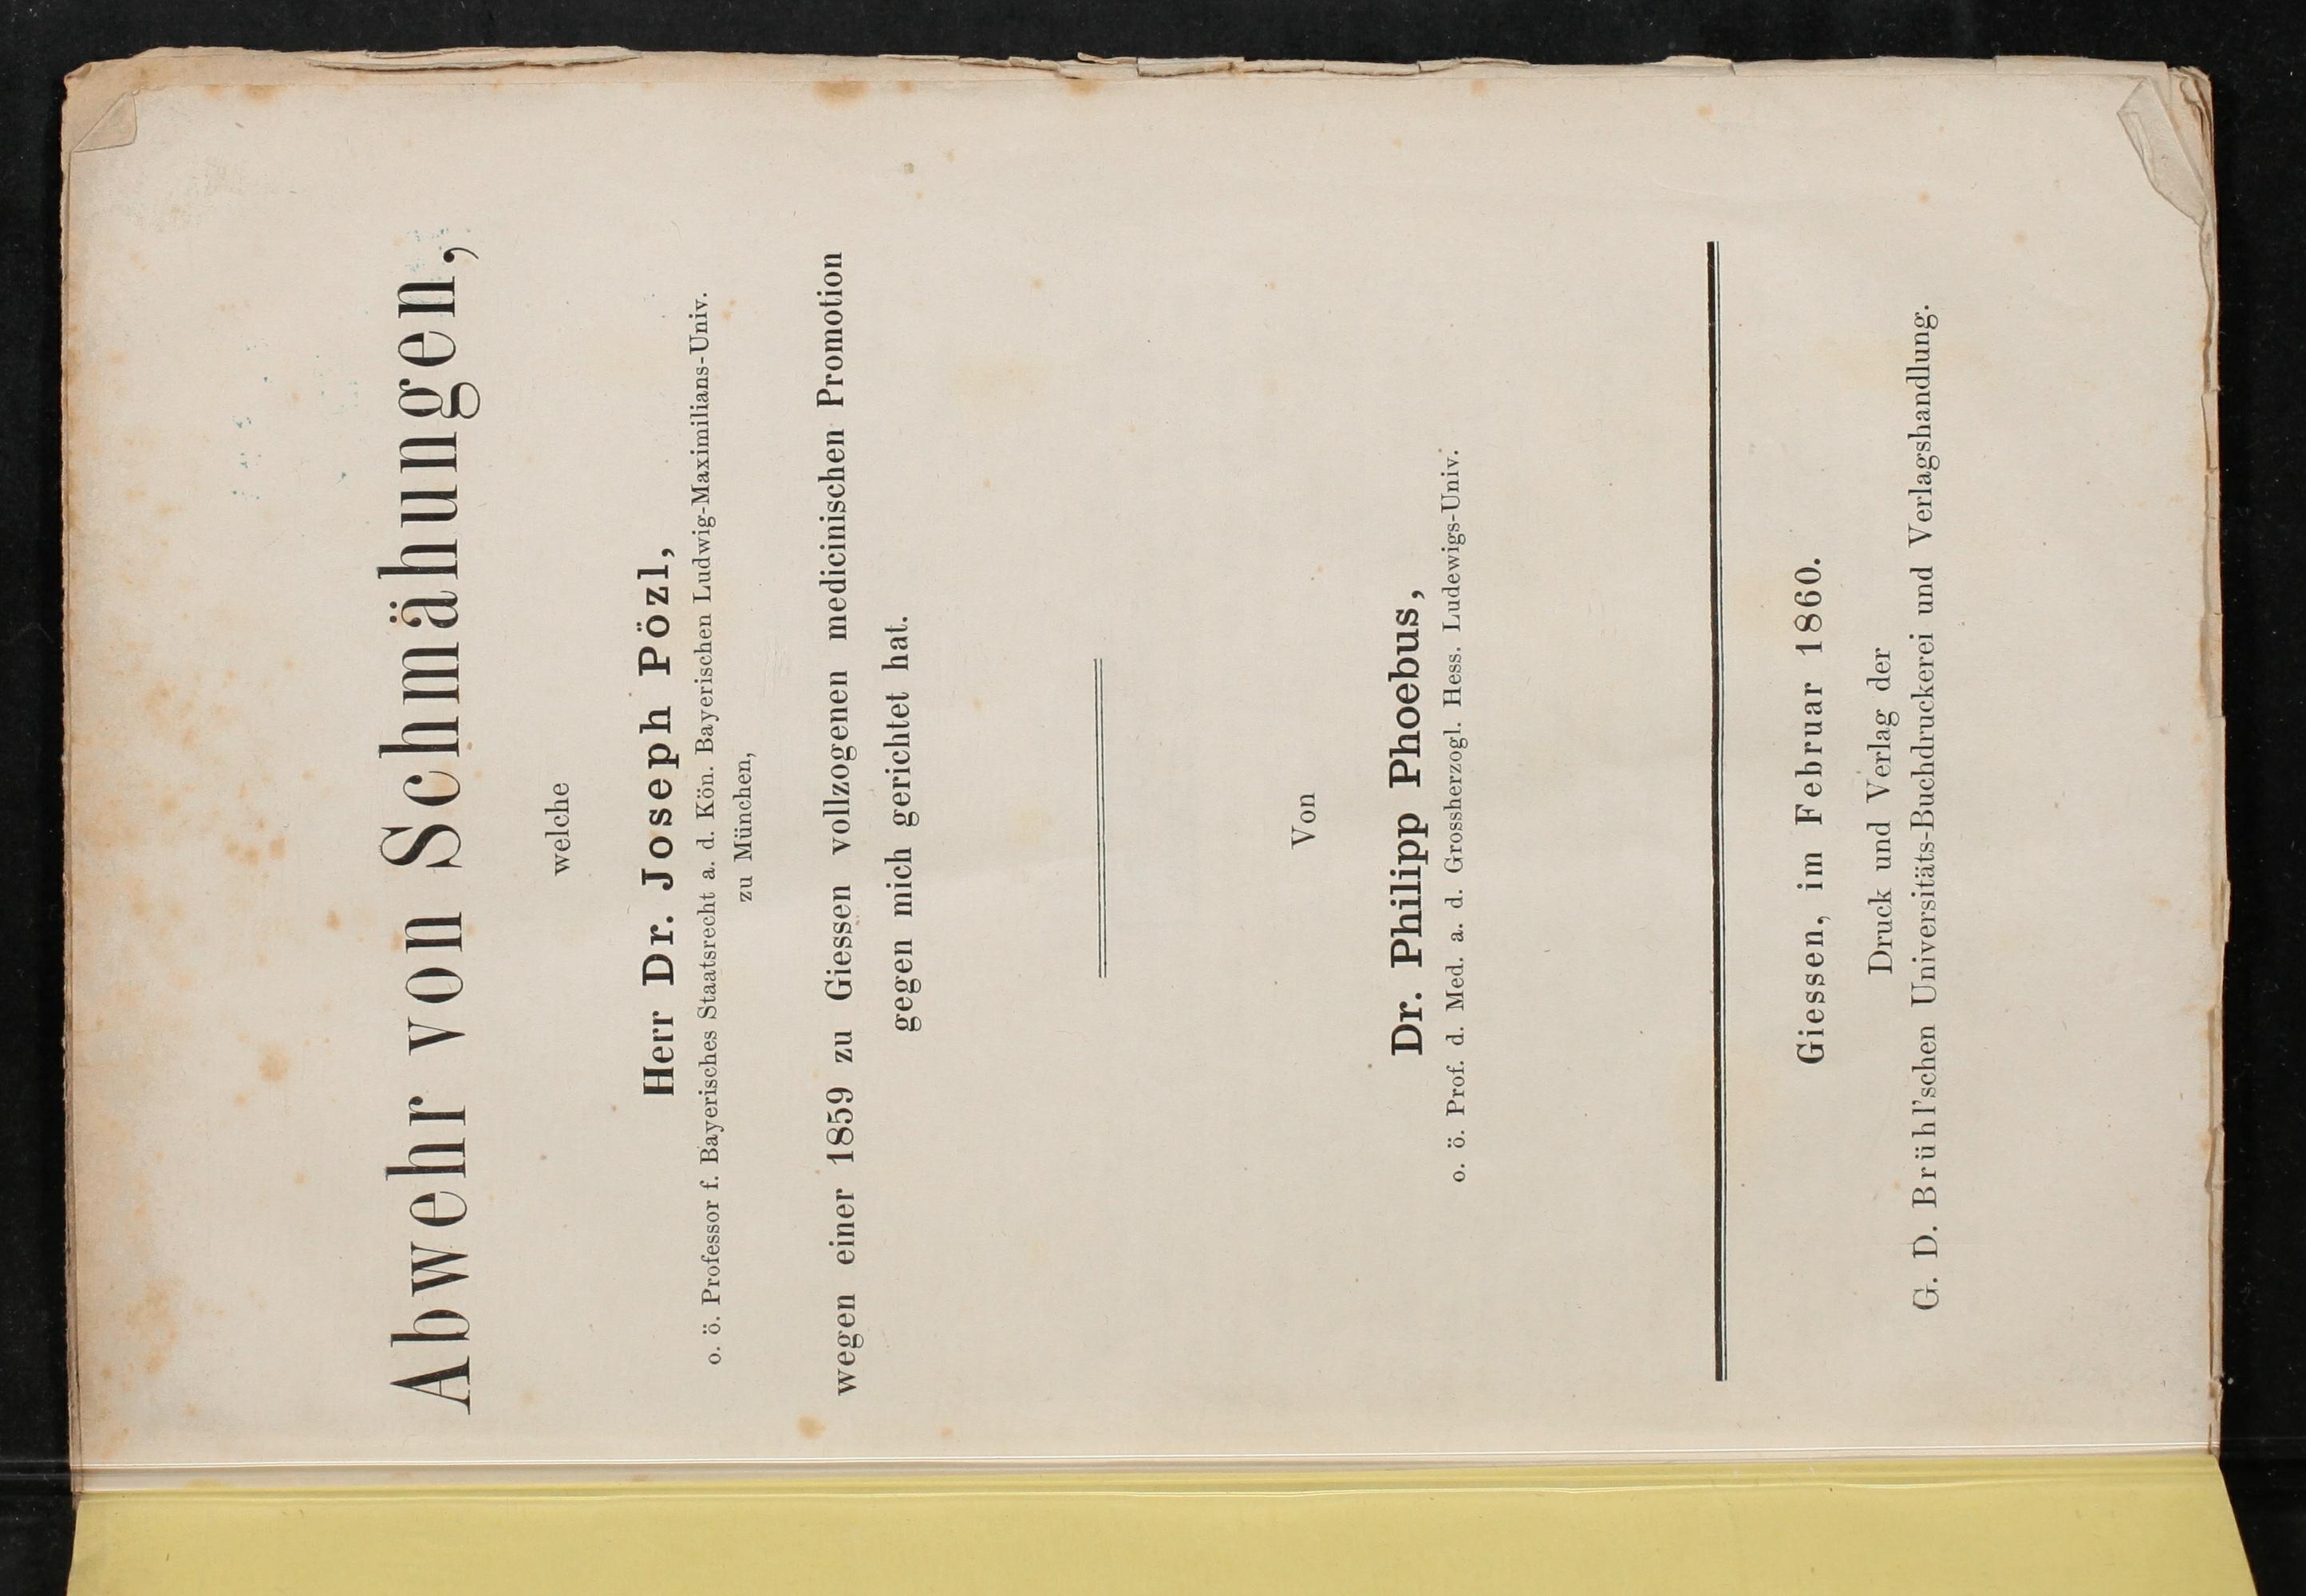 Abwehr von Schmähungen,
welche
Herr Dr. Joseph Pözl,
o. ö. Professor f. Bayerisches Staatsrecht a. d. Kön. Bayerischen Ludwig-Maximilians-Univ.
zu München,
wegen einer 1859 zu Giessen vollzogenen medicinischen Promotion
gegen mich gerichtet hat.
Von
Dr. Philipp Phoebus,
o. ö. Prof. d. Med. a. d. Grossherzogl. Hess. Ludewigs-Univ.
Giessen, im Februar 1860.
Druck und Verlag der
G. D. Brühl'schen Universitäts-Buchdruckerei und Verlagshandlung.